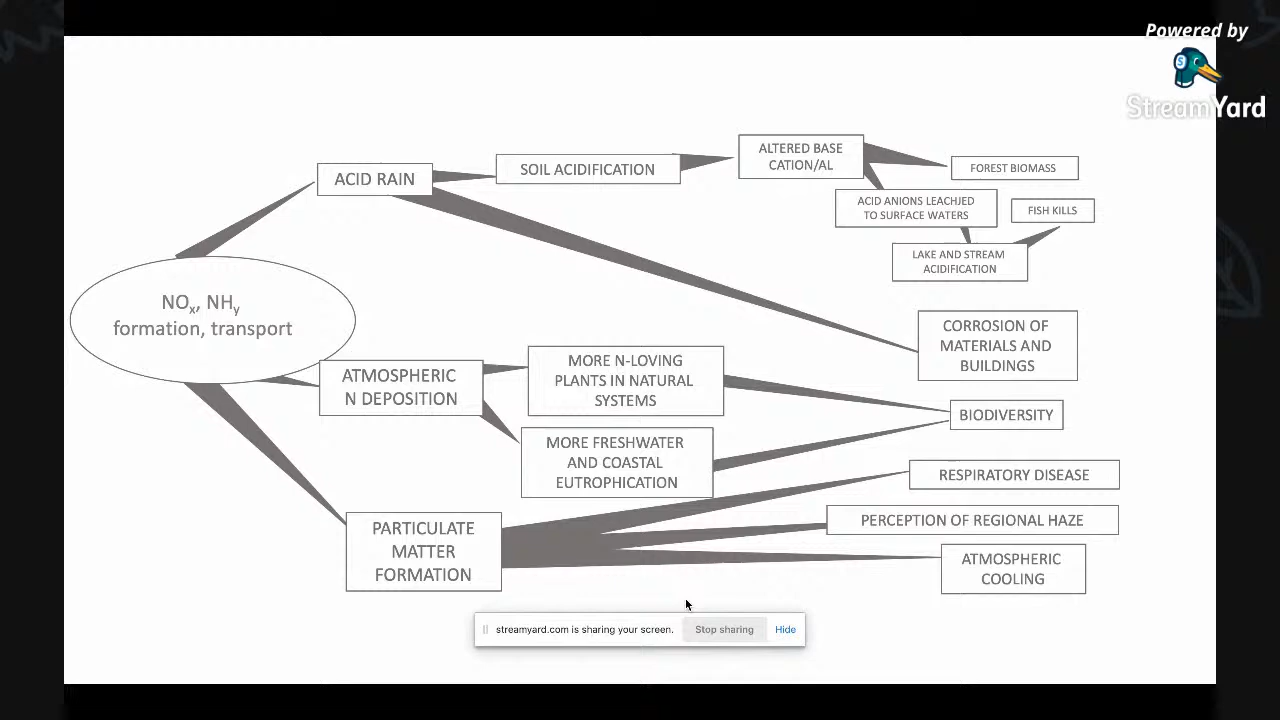 Powered by
StreamYard
ALTERED BASE
CATION/AL
ACID RAIN
SOIL ACIDIFICATION
FOREST BIOMASS
ACID ANIONS LEACHJED
TO SURFACE WATERS
FISH KILLS
LAKE AND STREAM
ACIDIFICATION
NOx, NHy
formation, transport
CORROSION OF
MATERIALS AND
BUILDINGS
ATMOSPHERIC
N DEPOSITION
MORE N-LOVING
PLANTS IN NATURAL
SYSTEMS
BIODIVERSITY
MORE FRESHWATER
AND COASTAL
EUTROPHICATION
RESPIRATORY DISEASE
PARTICULATE
MATTER
FORMATION
PERCEPTION OF REGIONAL HAZE
ATMOSPHERIC
COOLING
streamyard.com is sharing your screen. Stop sharing Hide